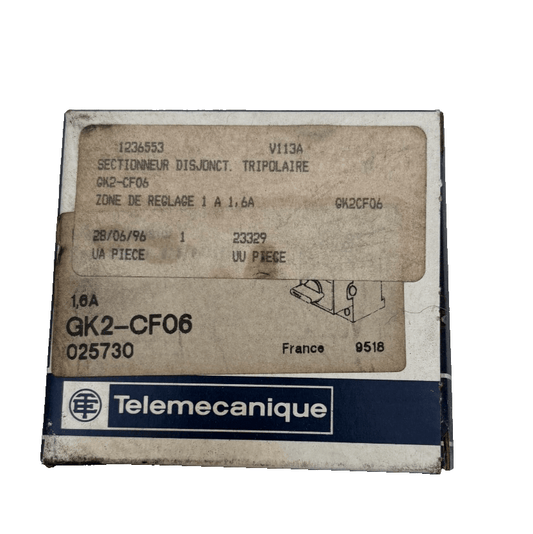 1236553 V113A
SECTIONNEUR DISJONCT. TRIPOLAIRE
GK2-CF06
ZONE DE REGLAGE 1 A 1,6A GK2CF06
28/06/96 1 23329
UA PIECE UU PIECE
1,6A
GK2-CF06
025730 France 9518
TE Telemecanique